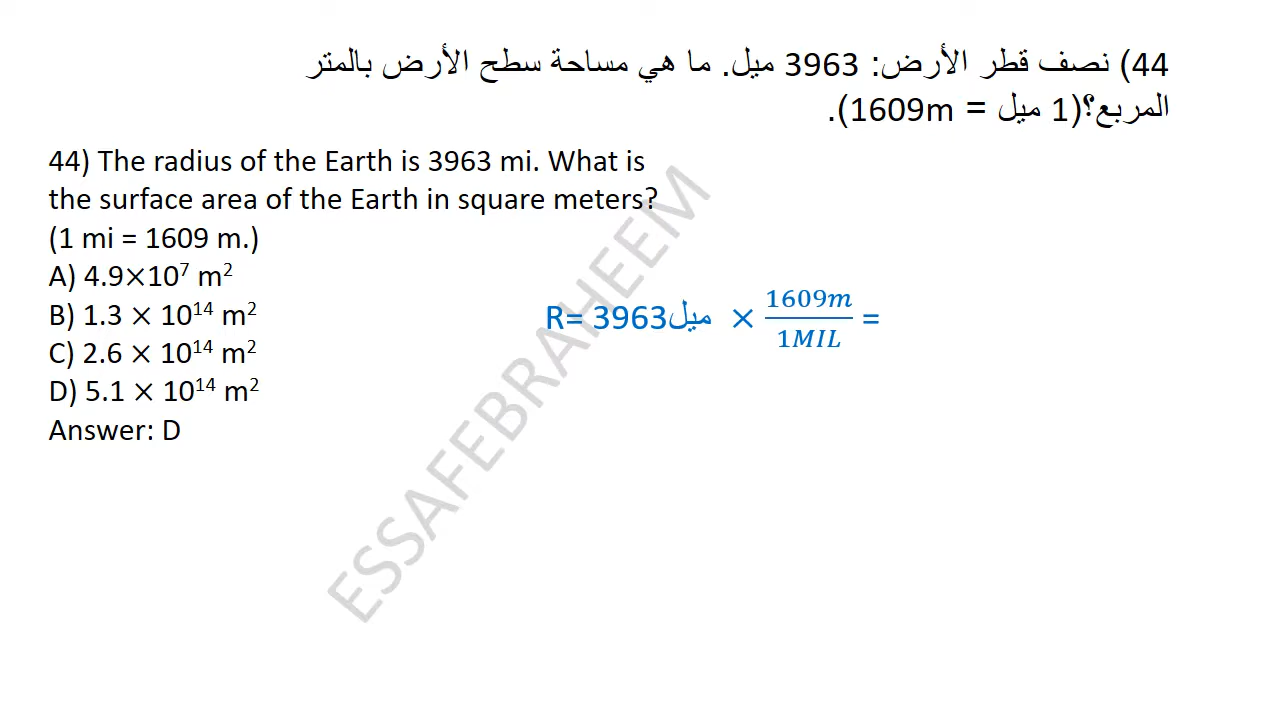 44) نصف قطر الأرض: 3963 ميل. ما هي مساحة سطح الأرض بالمتر
المربع؟(1 ميل = 1609m).
44) The radius of the Earth is 3963 mi. What is
the surface area of the Earth in square meters?
(1 mi = 1609 m.)
A) 4.9×10⁷ m²
B) 1.3 × 10¹⁴ m²
C) 2.6 × 10¹⁴ m²
D) 5.1 × 10¹⁴ m²
Answer: D
R= 3963ميل × 1609m/1MIL =
ESSAFEBRAHEEM